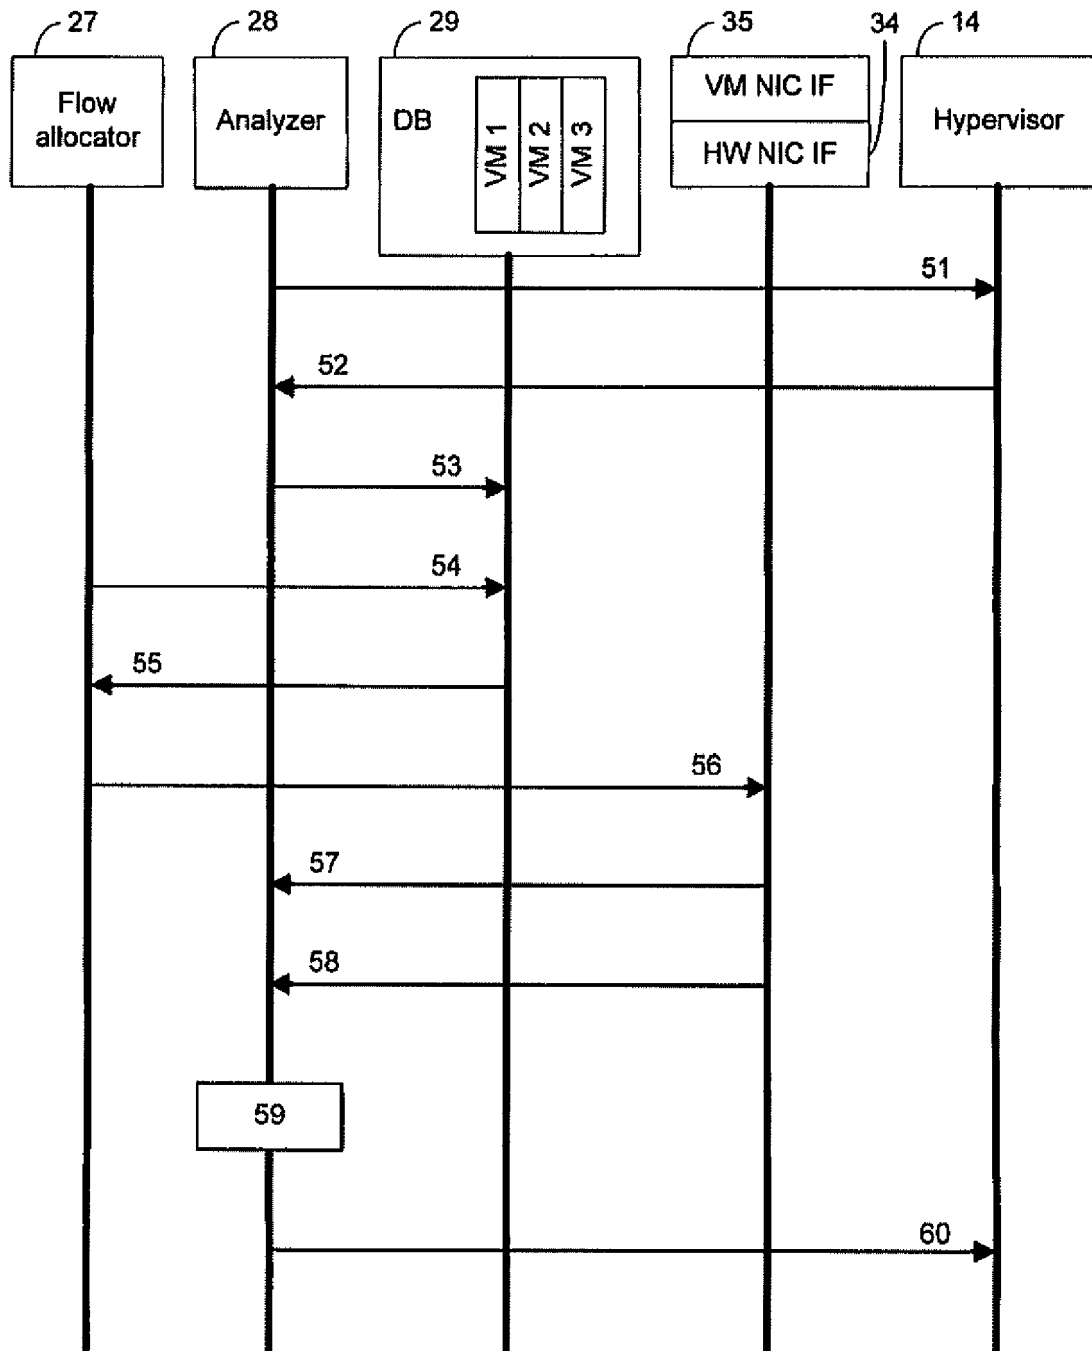 27
28
29
35
34
14
Flow
allocator
Analyzer
DB
VM 1
VM 2
VM 3
VM NIC IF
HW NIC IF
Hypervisor
51
52
53
54
55
56
57
58
59
60